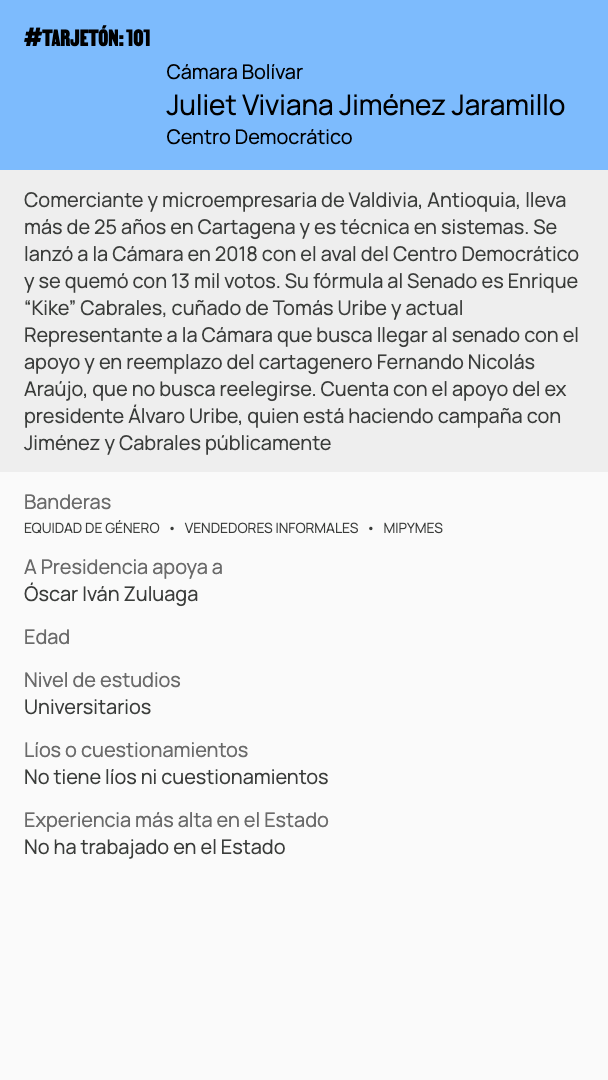 #TARJETÓN: 101
Cámara Bolívar
Juliet Viviana Jiménez Jaramillo
Centro Democrático
Comerciante y microempresaria de Valdivia, Antioquia, lleva
más de 25 años en Cartagena y es técnica en sistemas. Se
lanzó a la Cámara en 2018 con el aval del Centro Democrático
y se quemó con 13 mil votos. Su fórmula al Senado es Enrique
“Kike” Cabrales, cuñado de Tomás Uribe y actual
Representante a la Cámara que busca llegar al senado con el
apoyo y en reemplazo del cartagenero Fernando Nicolás
Araújo, que no busca reelegirse. Cuenta con el apoyo del ex
presidente Álvaro Uribe, quien está haciendo campaña con
Jiménez y Cabrales públicamente
Banderas
EQUIDAD DE GÉNERO • VENDEDORES INFORMALES • MIPYMES
A Presidencia apoya a
Óscar Iván Zuluaga
Edad
Nivel de estudios
Universitarios
Líos o cuestionamientos
No tiene líos ni cuestionamientos
Experiencia más alta en el Estado
No ha trabajado en el Estado